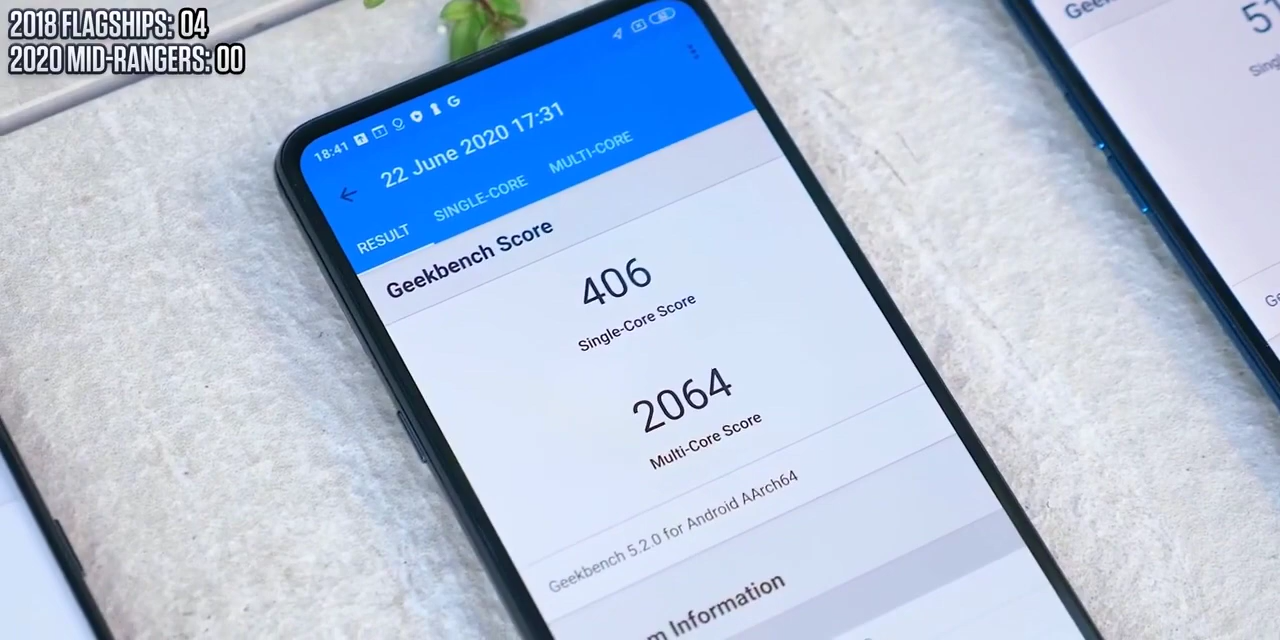 2018 FLAGSHIPS: 04
2020 MID-RANGERS: 00
18:41
22 June 2020 17:31
RESULT SINGLE-CORE MULTI-CORE
Geekbench Score
406
Single-Core Score
2064
Multi-Core Score
Geekbench 5.2.0 for Android AArch64
m Information
51